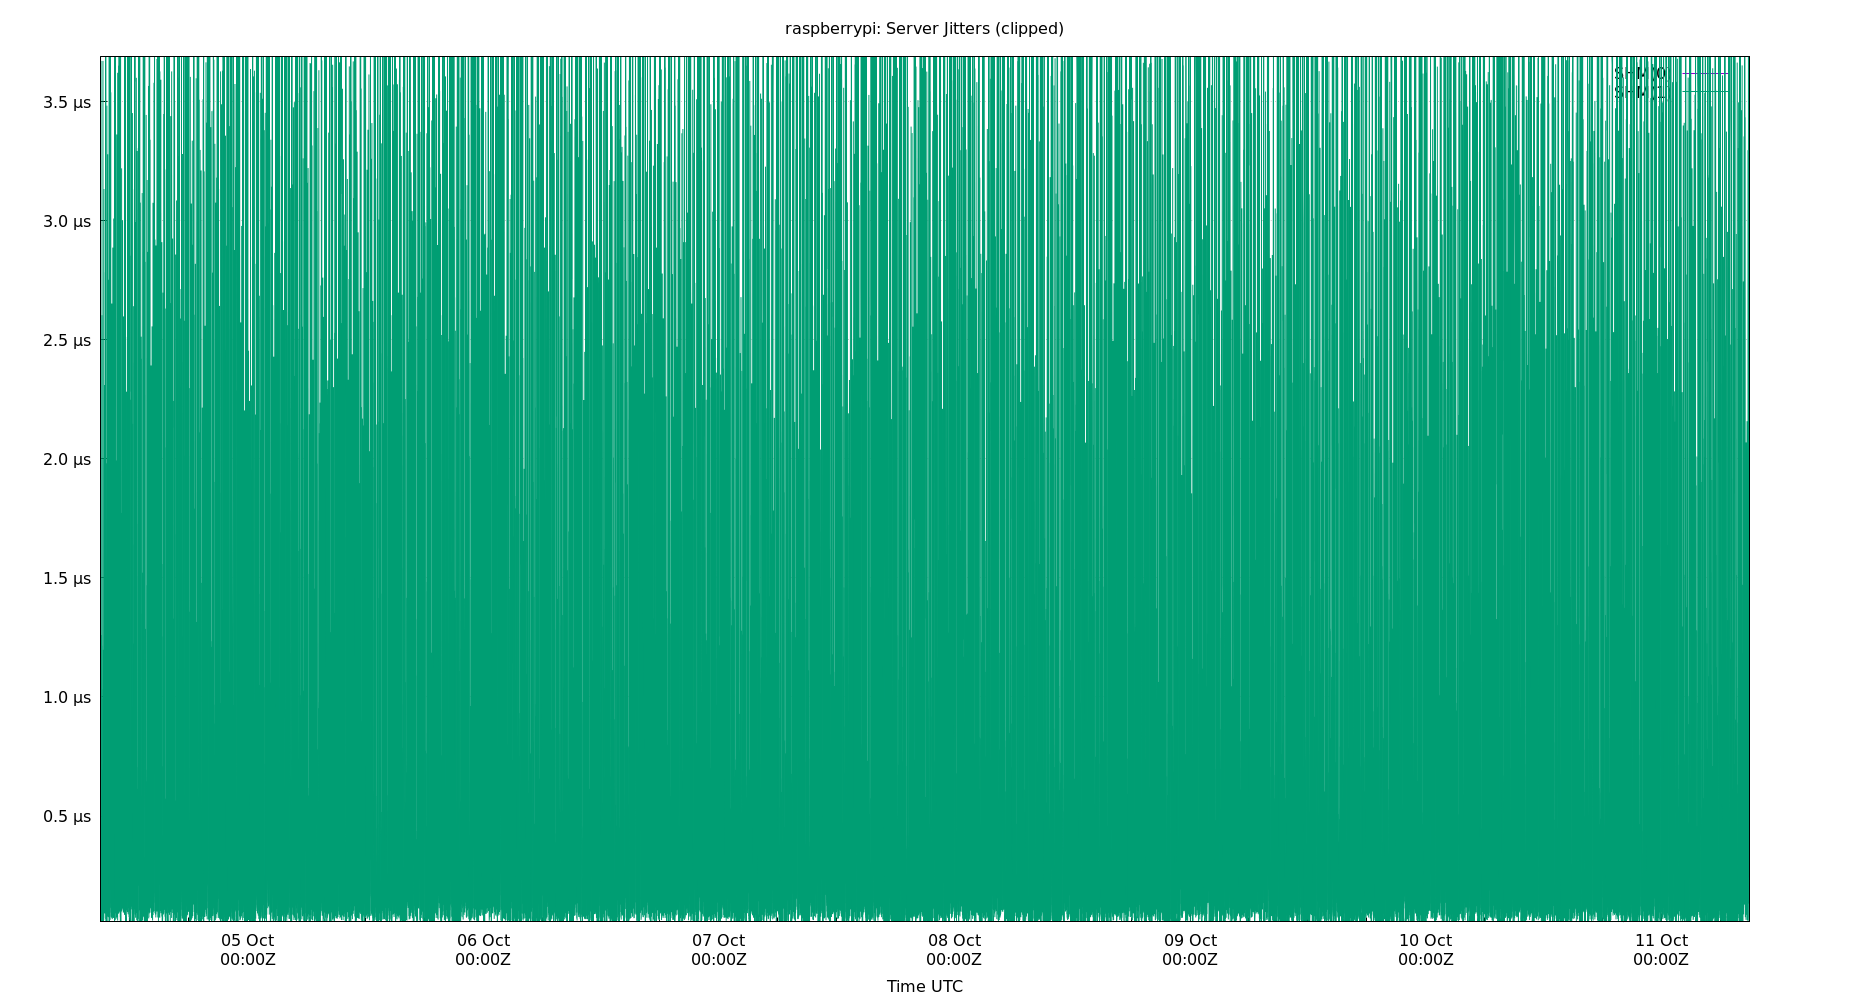 raspberrypi: Server Jitters (clipped)
3.5 µs
3.0 µs
2.5 µs
2.0 µs
1.5 µs
1.0 µs
0.5 µs
05 Oct
00:00Z
06 Oct
00:00Z
07 Oct
00:00Z
08 Oct
00:00Z
09 Oct
00:00Z
10 Oct
00:00Z
11 Oct
00:00Z
Time UTC